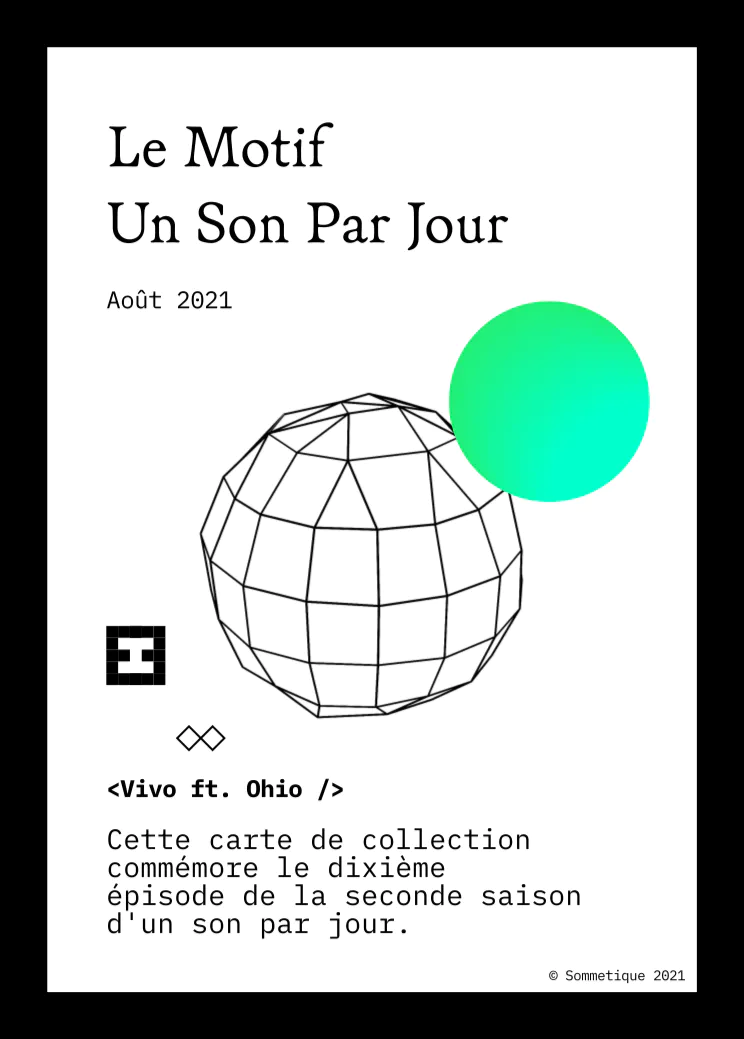 Le Motif
Un Son Par Jour
Août 2021
<Vivo ft. Ohio />
Cette carte de collection
commémore le dixième
épisode de la seconde saison
d'un son par jour.
© Sommetique 2021